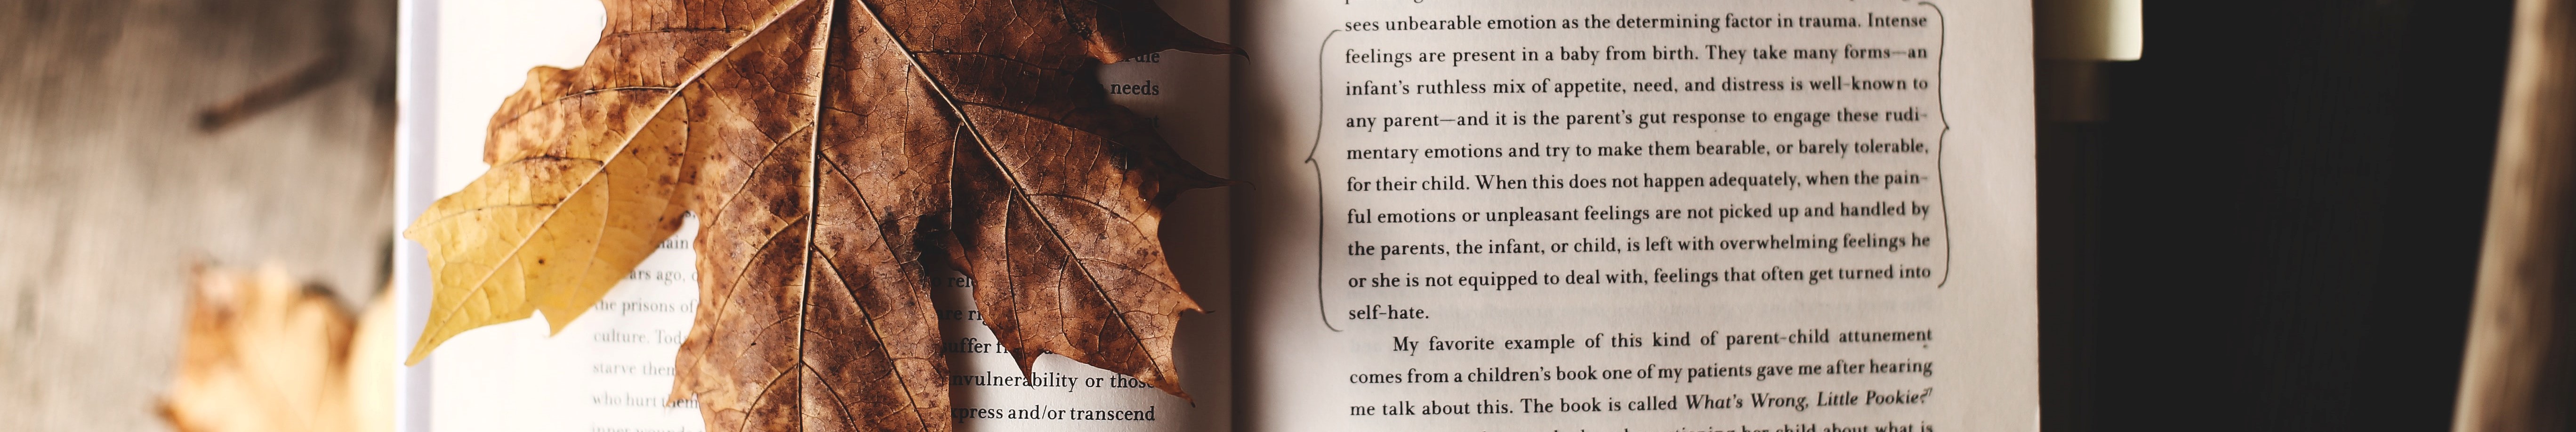 needs
ars ago,
the prisons of
culture.
starve them
who hurt them
invulnerability or those
and/or transcend
sees unbearable emotion as the determining factor in trauma. Intense
feelings are present in a baby from birth. They take many forms—an
infant's ruthless mix of appetite, need, and distress is well-known to
any parent—and it is the parent's gut response to engage these rudi-
mentary emotions and try to make them bearable, or barely tolerable,
for their child. When this does not happen adequately, when the pain-
ful emotions or unpleasant feelings are not picked up and handled by
the parents, the infant, or child, is left with overwhelming feelings he
or she is not equipped to deal with, feelings that often get turned into
self-hate.
My favorite example of this kind of parent-child attunement
comes from a children's book one of my patients gave me after hearing
me talk about this. The book is called What's Wrong, Little Pookie?
her child about what is